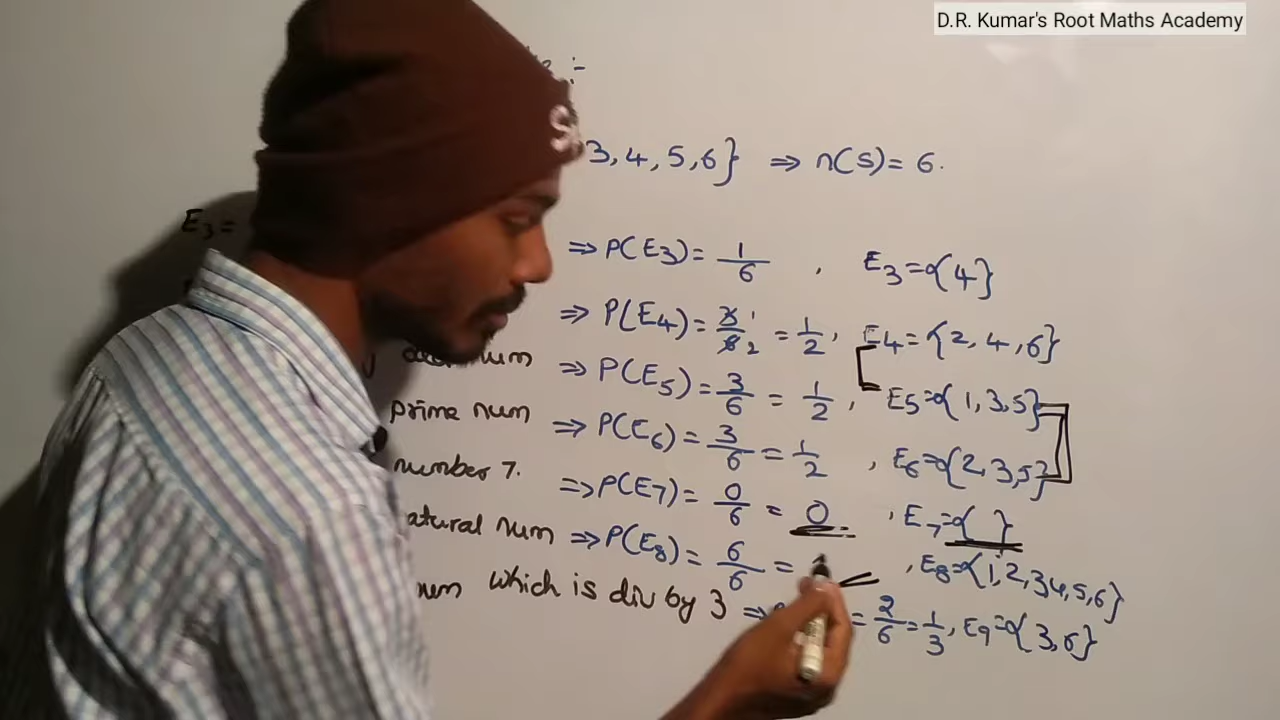 D.R. Kumar's Root Maths Academy
:-
3, 4, 5, 6} ⇒ n(S) = 6.
E3 = ⇒ P(E3) = 1/6 , E3 = {4}
⇒ P(E4) = 3/6 1/2 = 1/2 , E4 = {2, 4, 6}
num ⇒ P(E5) = 3/6 = 1/2 , E5 = {1, 3, 5}
prime num ⇒ P(E6) = 3/6 = 1/2 , E6 = {2, 3, 5}
number 7. ⇒ P(E7) = 0/6 = 0 , E7 = { }
atural num ⇒ P(E8) = 6/6 = , E8 = {1, 2, 3 4, 5, 6}
num which is div by 3 ⇒ = 2/6 = 1/3 , E9 = {3, 6}